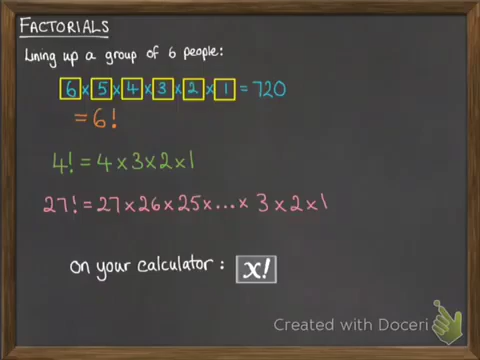 FACTORIALS
Lining up a group of 6 people:
6 × 5 × 4 × 3 × 2 × 1 = 720
= 6!
4! = 4 × 3 × 2 × 1
27! = 27 × 26 × 25 × ... × 3 × 2 × 1
on your calculator: x!
Created with Doceri